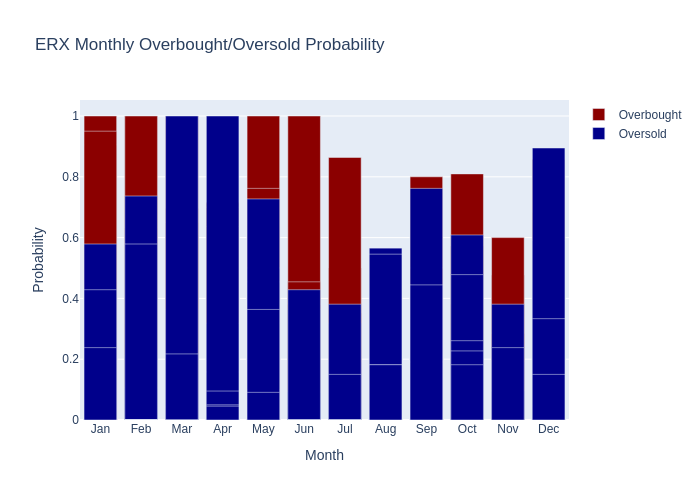 ERX Monthly Overbought/Oversold Probability
Overbought
Oversold
1
0.8
0.6
0.4
0.2
0
Probability
Jan Feb Mar Apr May Jun Jul Aug Sep Oct Nov Dec
Month